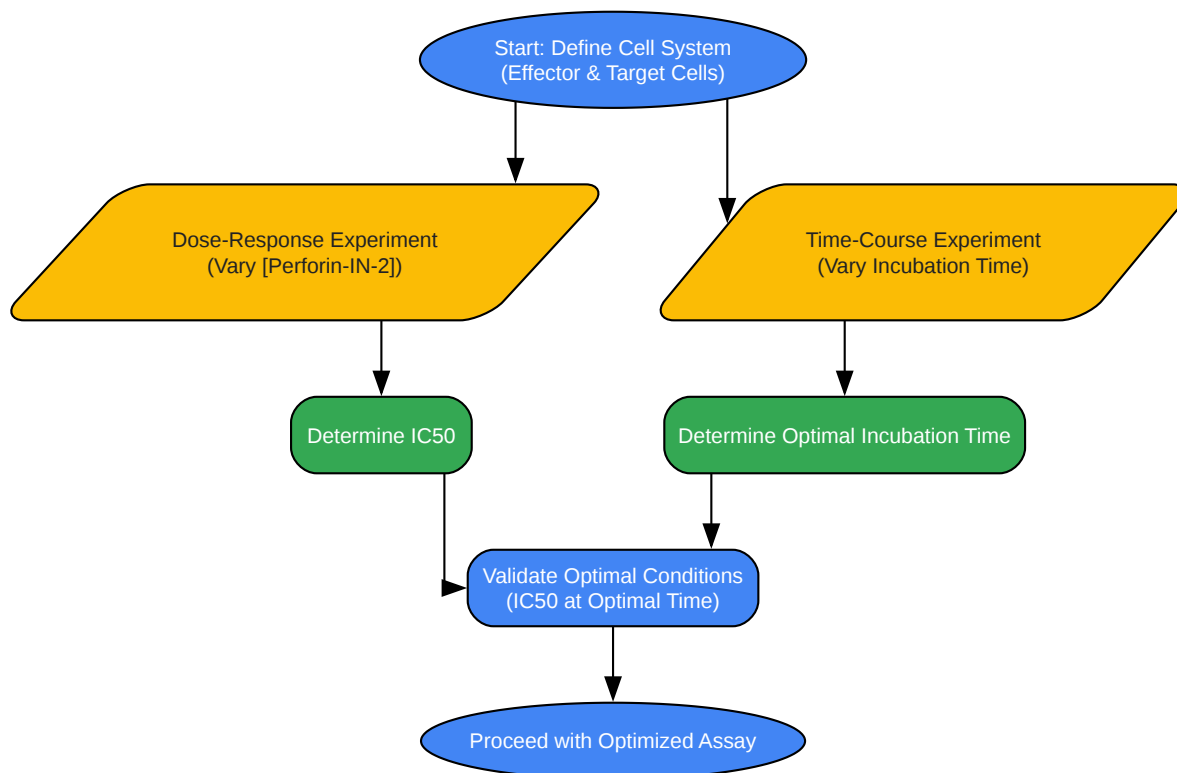 Start: Define Cell System
(Effector & Target Cells)
Dose-Response Experiment
(Vary [Perforin-IN-2])
Time-Course Experiment
(Vary Incubation Time)
Determine IC50
Determine Optimal Incubation Time
Validate Optimal Conditions
(IC50 at Optimal Time)
Proceed with Optimized Assay